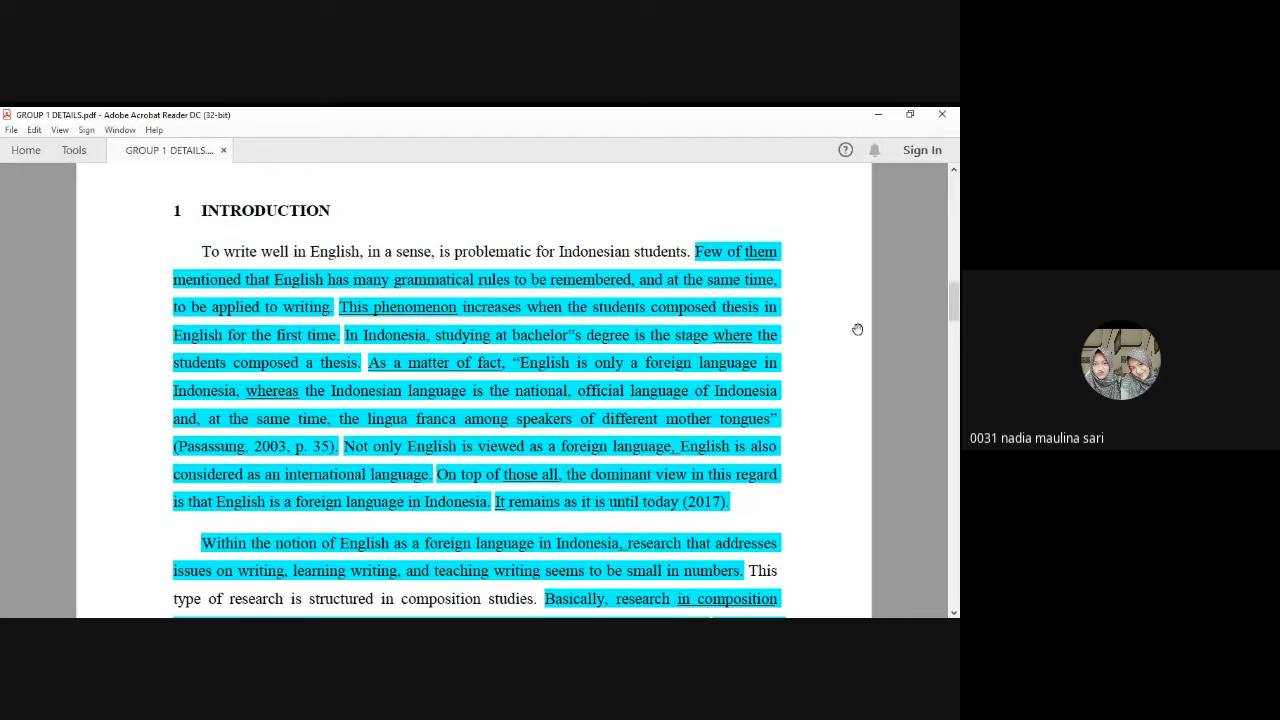 GROUP 1 DETAILS.pdf - Adobe Acrobat Reader DC (32-bit)
File Edit View Sign Window Help
Home Tools GROUP 1 DETAILS.... × Sign In
1 INTRODUCTION
To write well in English, in a sense, is problematic for Indonesian students. Few of them
mentioned that English has many grammatical rules to be remembered, and at the same time,
to be applied to writing. This phenomenon increases when the students composed thesis in
English for the first time. In Indonesia, studying at bachelor‟s degree is the stage where the
students composed a thesis. As a matter of fact, “English is only a foreign language in
Indonesia, whereas the Indonesian language is the national, official language of Indonesia
and, at the same time, the lingua franca among speakers of different mother tongues”
(Pasassung, 2003, p. 35). Not only English is viewed as a foreign language, English is also
considered as an international language. On top of those all, the dominant view in this regard
is that English is a foreign language in Indonesia. It remains as it is until today (2017).
Within the notion of English as a foreign language in Indonesia, research that addresses
issues on writing, learning writing, and teaching writing seems to be small in numbers. This
type of research is structured in composition studies. Basically, research in composition
0031 nadia maulina sari